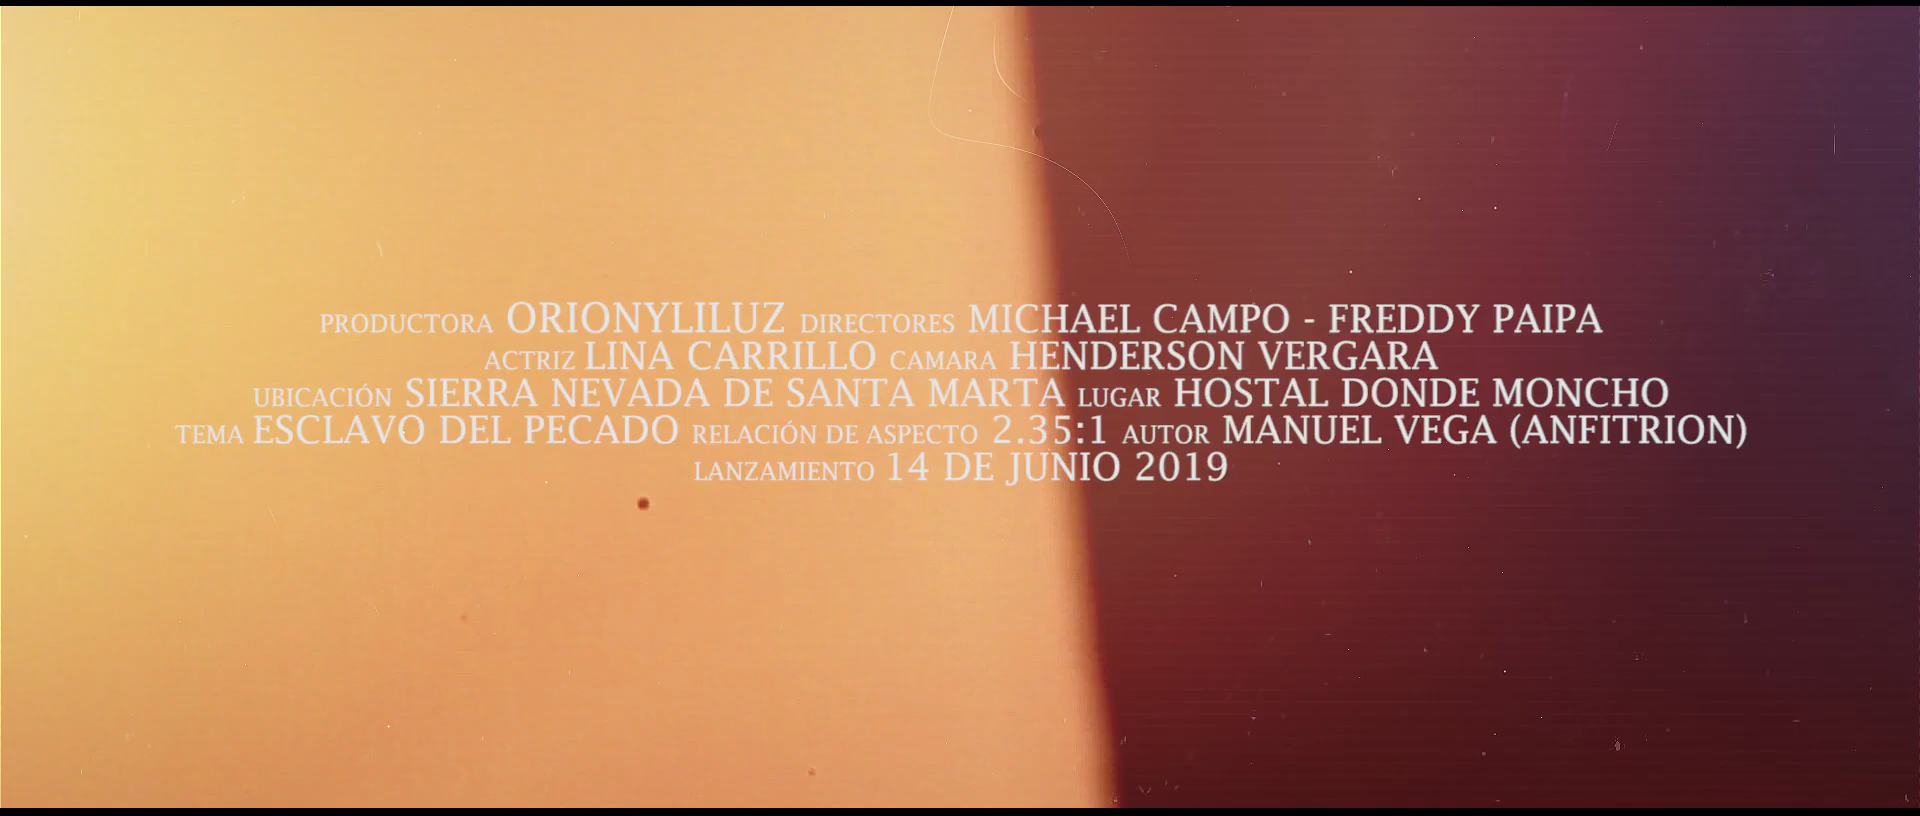 PRODUCTORA ORIONYLILUZ DIRECTORES MICHAEL CAMPO - FREDDY PAIPA
ACTRIZ LINA CARRILLO CAMARA HENDERSON VERGARA
UBICACIÓN SIERRA NEVADA DE SANTA MARTA LUGAR HOSTAL DONDE MONCHO
TEMA ESCLAVO DEL PECADO RELACIÓN DE ASPECTO 2.35:1 AUTOR MANUEL VEGA (ANFITRION)
LANZAMIENTO 14 DE JUNIO 2019